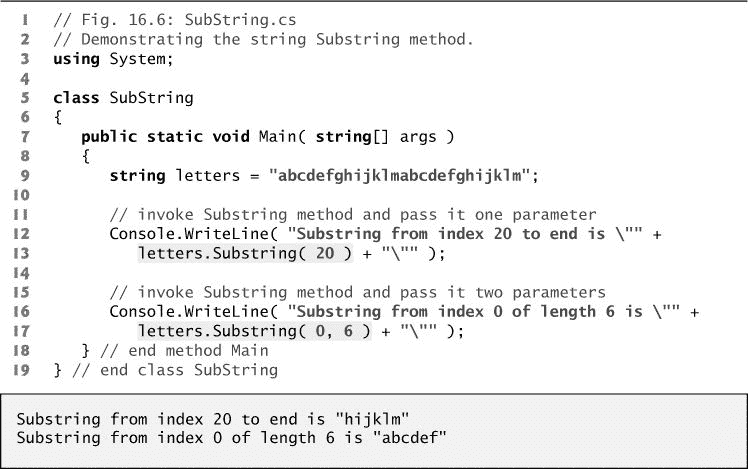 1 // Fig. 16.6: SubString.cs
2 // Demonstrating the string Substring method.
3 using System;
4
5 class SubString
6 {
7 public static void Main( string[] args )
8 {
9 string letters = "abcdefghijklmabcdefghijklm";
10
11 // invoke Substring method and pass it one parameter
12 Console.WriteLine( "Substring from index 20 to end is \"" +
13 letters.Substring( 20 ) + "\"" );
14
15 // invoke Substring method and pass it two parameters
16 Console.WriteLine( "Substring from index 0 of length 6 is \"" +
17 letters.Substring( 0, 6 ) + "\"" );
18 } // end method Main
19 } // end class SubString
Substring from index 20 to end is "hijklm"
Substring from index 0 of length 6 is "abcdef"